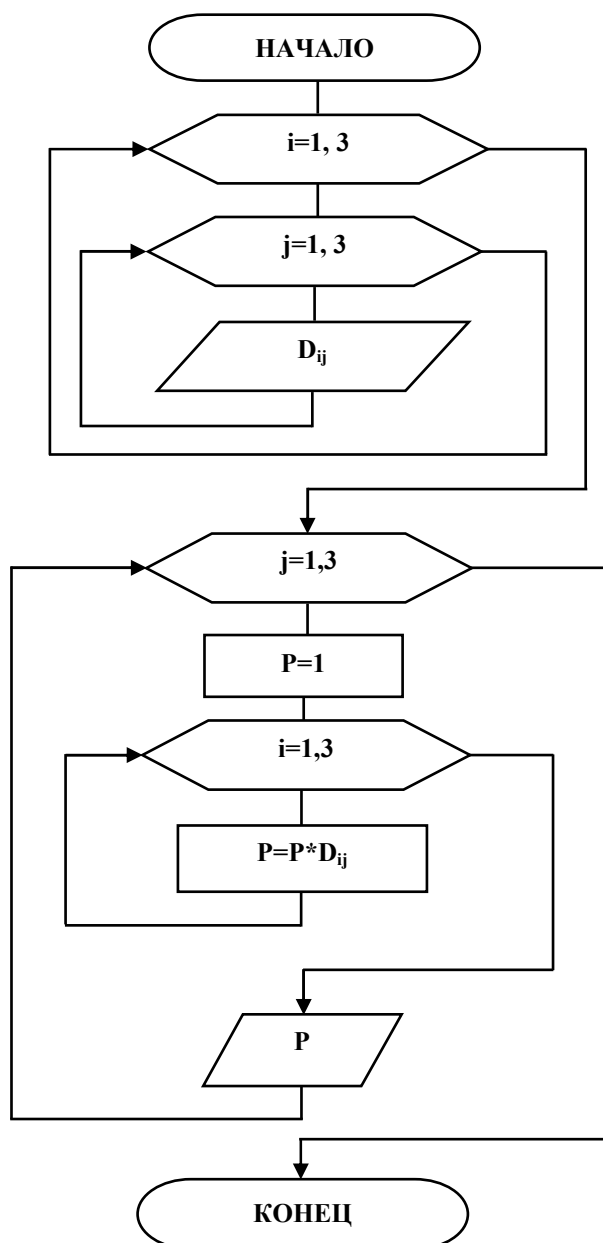 НАЧАЛО
i=1, 3
j=1, 3
Dij
j=1,3
P=1
i=1,3
P=P*Dij
P
КОНЕЦ